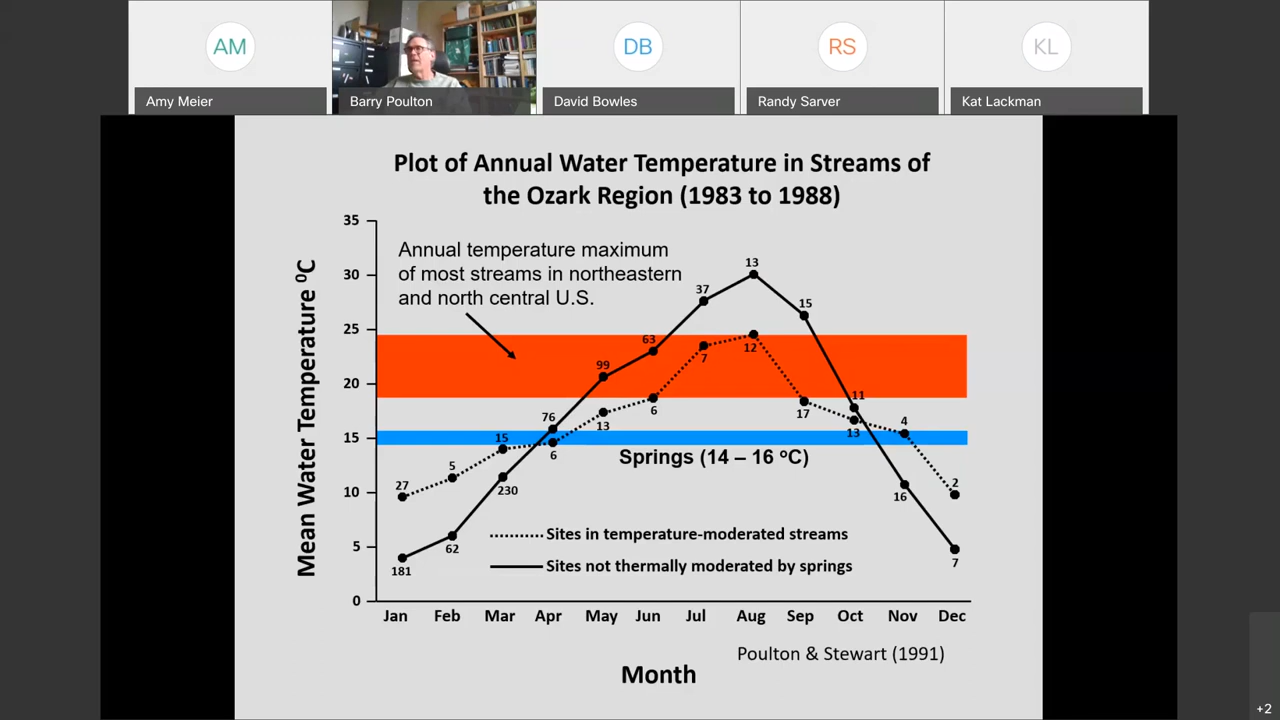 AM
DB
RS
KL
Amy Meier
Barry Poulton
David Bowles
Randy Sarver
Kat Lackman
Plot of Annual Water Temperature in Streams of
the Ozark Region (1983 to 1988)
Mean Water Temperature ⁰C
35
30
25
20
15
10
5
0
Annual temperature maximum
of most streams in northeastern
and north central U.S.
13
37
15
63
99
12
7
76
11
6
17
13
4
15
13
6
Springs (14 – 16 ºC)
5
27
230
2
16
62
181
7
Sites in temperature-moderated streams
Sites not thermally moderated by springs
Jan
Feb
Mar
Apr
May
Jun
Jul
Aug
Sep
Oct
Nov
Dec
Poulton & Stewart (1991)
Month
+2